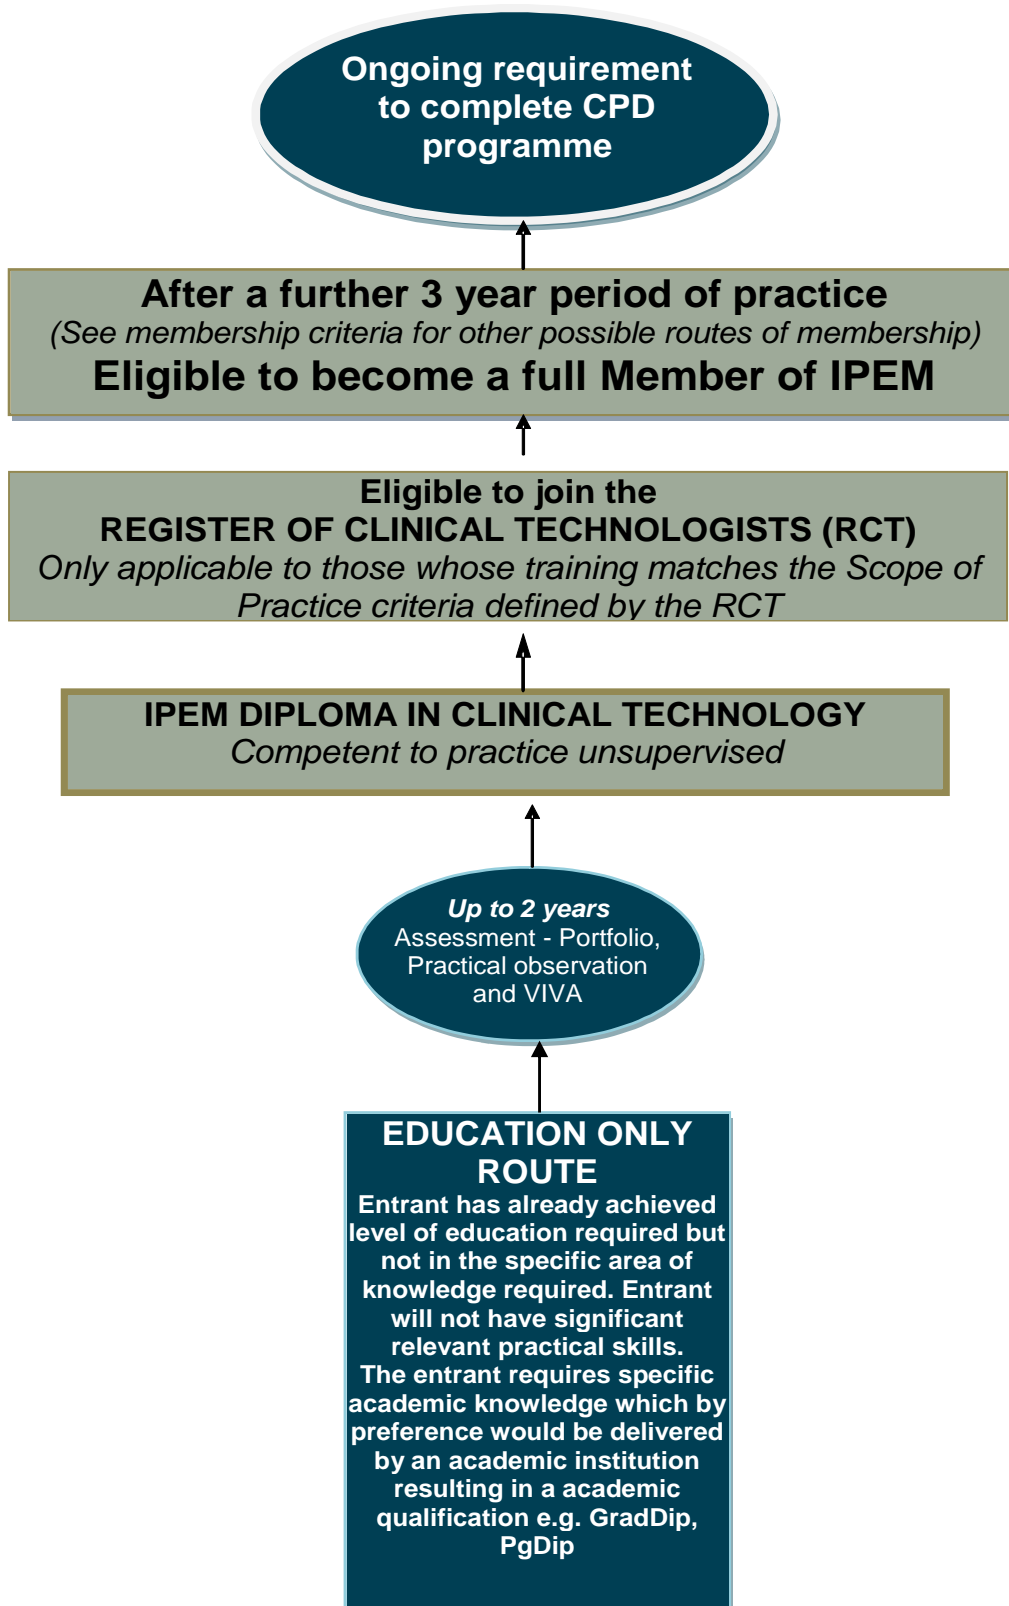 Ongoing requirement
to complete CPD
programme
After a further 3 year period of practice
(See membership criteria for other possible routes of membership)
Eligible to become a full Member of IPEM
Eligible to join the
REGISTER OF CLINICAL TECHNOLOGISTS (RCT)
Only applicable to those whose training matches the Scope of
Practice criteria defined by the RCT
IPEM DIPLOMA IN CLINICAL TECHNOLOGY
Competent to practice unsupervised
Up to 2 years
Assessment - Portfolio,
Practical observation
and VIVA
EDUCATION ONLY
ROUTE
Entrant has already achieved
level of education required but
not in the specific area of
knowledge required. Entrant
will not have significant
relevant practical skills.
The entrant requires specific
academic knowledge which by
preference would be delivered
by an academic institution
resulting in a academic
qualification e.g. GradDip,
PgDip